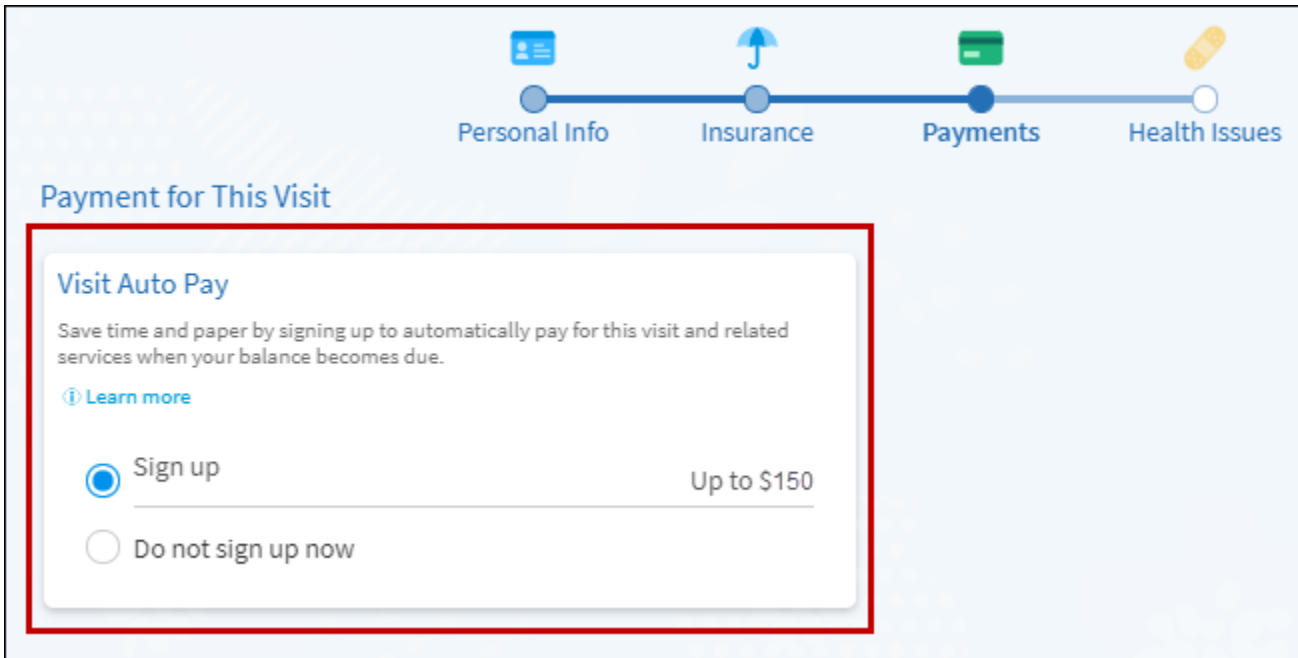 Personal Info
Insurance
Payments
Health Issues
Payment for This Visit
Visit Auto Pay
Save time and paper by signing up to automatically pay for this visit and related
services when your balance becomes due.
Learn more
Sign up
Up to $150
Do not sign up now